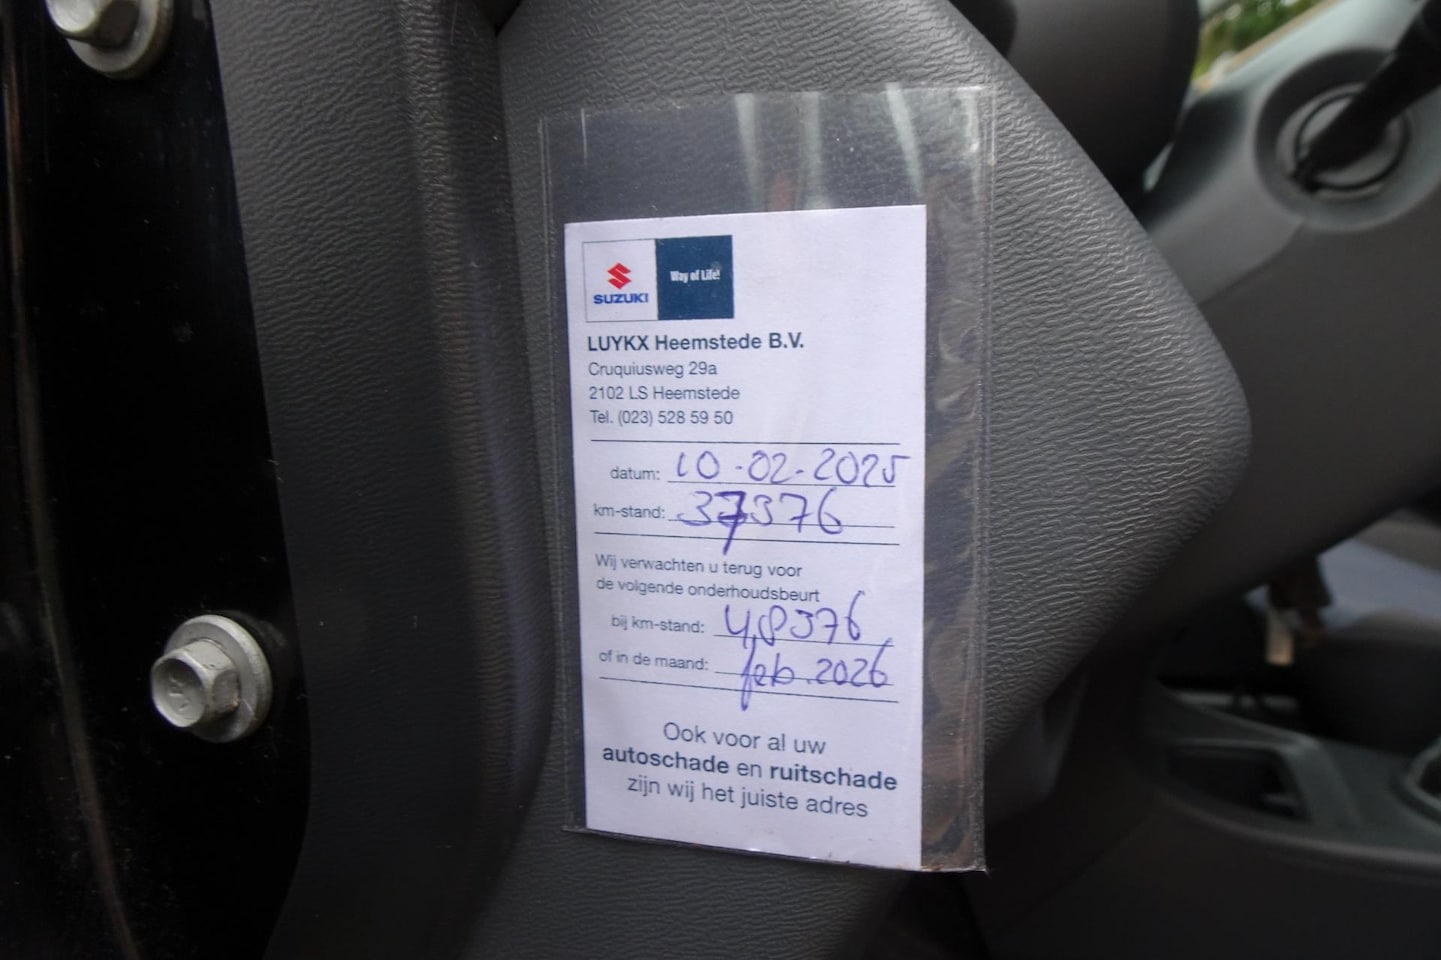 SUZUKI
Way of Life!
LUYKX Heemstede B.V.
Cruquiusweg 29a
2102 LS Heemstede
Tel. (023) 528 59 50
datum: 10-02-2025
km-stand: 37376
Wij verwachten u terug voor
de volgende onderhoudsbeurt
bij km-stand: 48376
of in de maand: feb. 2026
Ook voor al uw
autoschade en ruitschade
zijn wij het juiste adres